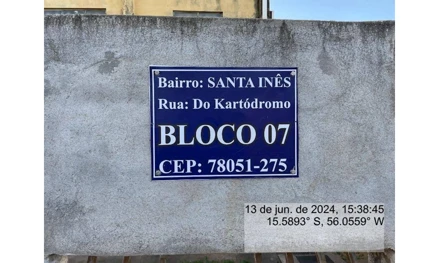 Bairro: SANTA INÊS
Rua: Do Kartódromo
BLOCO 07
CEP: 78051-275
13 de jun. de 2024, 15:38:45
15.5893° S, 56.0559° W